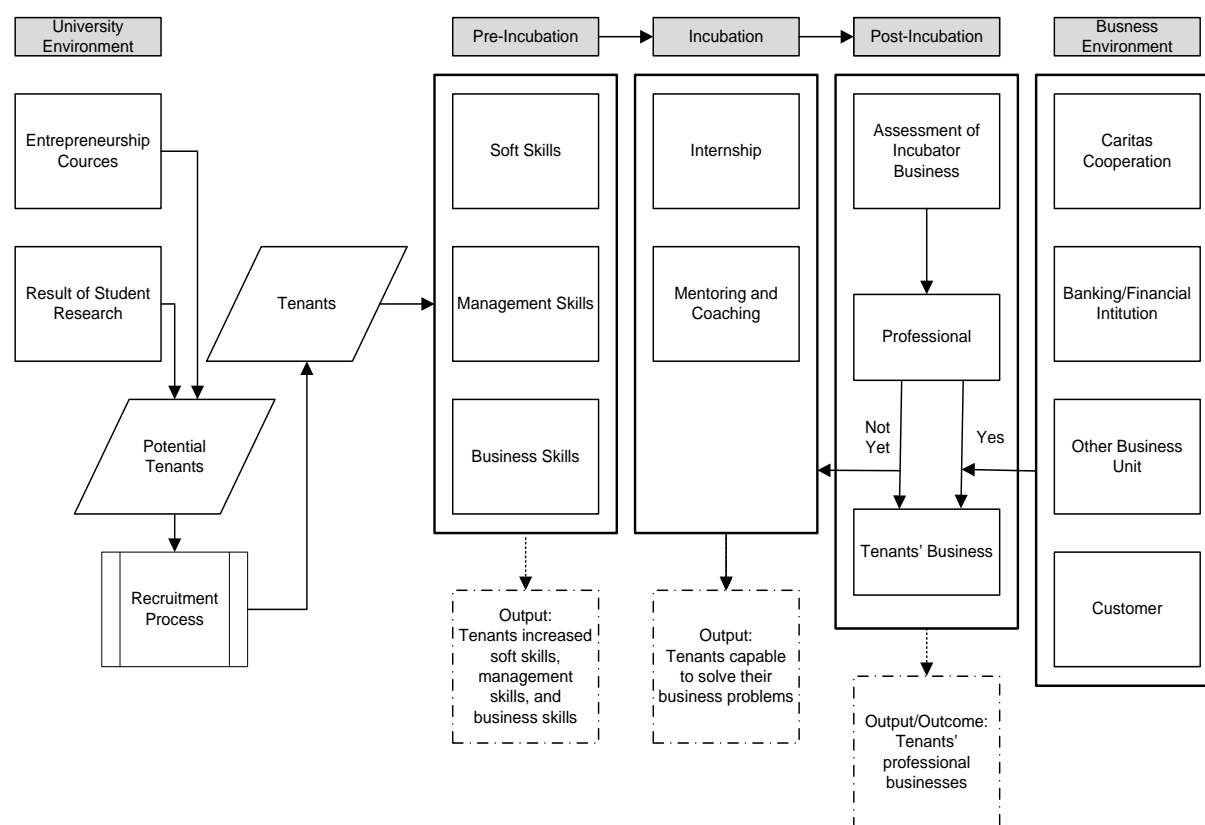 University
Environment
Pre-Incubation
Incubation
Post-Incubation
Business
Environment
Entrepreneurship
Cources
Result of Student
Research
Potential
Tenants
Recruitment
Process
Tenants
Soft Skills
Management Skills
Business Skills
Output:
Tenants increased
soft skills,
management
skills, and
business skills
Internship
Mentoring and
Coaching
Output:
Tenants capable
to solve their
business problems
Assessment of
Incubator
Business
Professional
Not
Yet
Yes
Tenants’ Business
Output/Outcome:
Tenants’
professional
businesses
Caritas
Cooperation
Banking/Financial
Intitution
Other Business
Unit
Customer